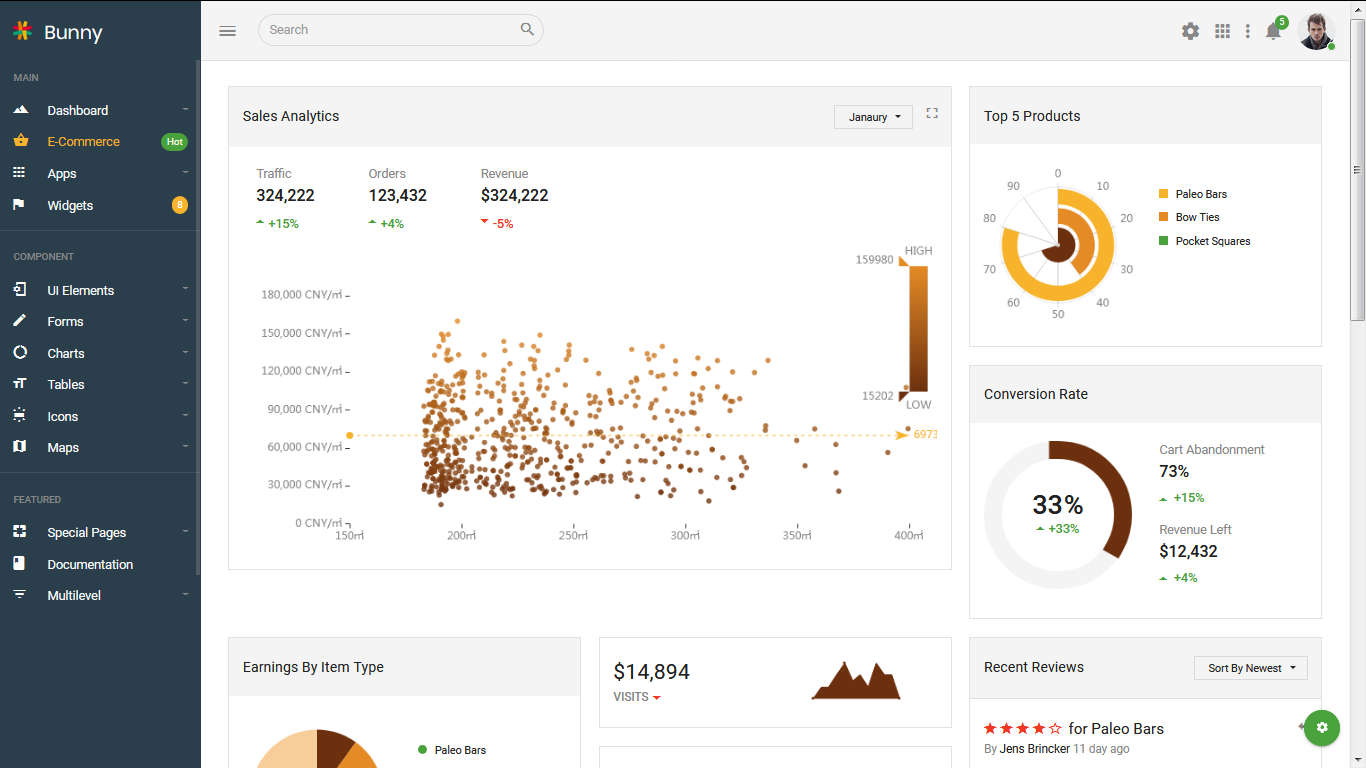 Bunny
Search
5
MAIN
Dashboard
E-Commerce Hot
Apps
Widgets 8
COMPONENT
UI Elements
Forms
Charts
Tables
Icons
Maps
FEATURED
Special Pages
Documentation
Multilevel
Sales Analytics
Janaury
Traffic Orders Revenue
324,222 123,432 $324,222
+15% +4% -5%
HIGH
159980
15202
LOW
180,000 CNY/㎡
150,000 CNY/㎡
120,000 CNY/㎡
90,000 CNY/㎡
60,000 CNY/㎡
30,000 CNY/㎡
0 CNY/㎡
6973
150㎡ 200㎡ 250㎡ 300㎡ 350㎡ 400㎡
Top 5 Products
0
10
20
30
40
50
60
70
80
90
Paleo Bars
Bow Ties
Pocket Squares
Conversion Rate
33%
+33%
Cart Abandonment
73%
+15%
Revenue Left
$12,432
+4%
Earnings By Item Type
Paleo Bars
$14,894
VISITS
Recent Reviews
Sort By Newest
for Paleo Bars
By Jens Brincker 11 day ago